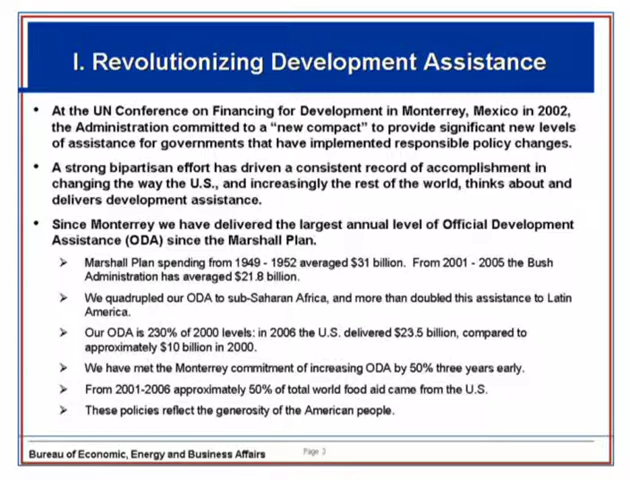 I. Revolutionizing Development Assistance
• At the UN Conference on Financing for Development in Monterrey, Mexico in 2002,
the Administration committed to a “new compact” to provide significant new levels
of assistance for governments that have implemented responsible policy changes.
• A strong bipartisan effort has driven a consistent record of accomplishment in
changing the way the U.S., and increasingly the rest of the world, thinks about and
delivers development assistance.
• Since Monterrey we have delivered the largest annual level of Official Development
Assistance (ODA) since the Marshall Plan.
➤ Marshall Plan spending from 1949 - 1952 averaged $31 billion. From 2001 - 2005 the Bush
Administration has averaged $21.8 billion.
➤ We quadrupled our ODA to sub-Saharan Africa, and more than doubled this assistance to Latin
America.
➤ Our ODA is 230% of 2000 levels: in 2006 the U.S. delivered $23.5 billion, compared to
approximately $10 billion in 2000.
➤ We have met the Monterrey commitment of increasing ODA by 50% three years early.
➤ From 2001-2006 approximately 50% of total world food aid came from the U.S.
➤ These policies reflect the generosity of the American people.
Bureau of Economic, Energy and Business Affairs
Page 3